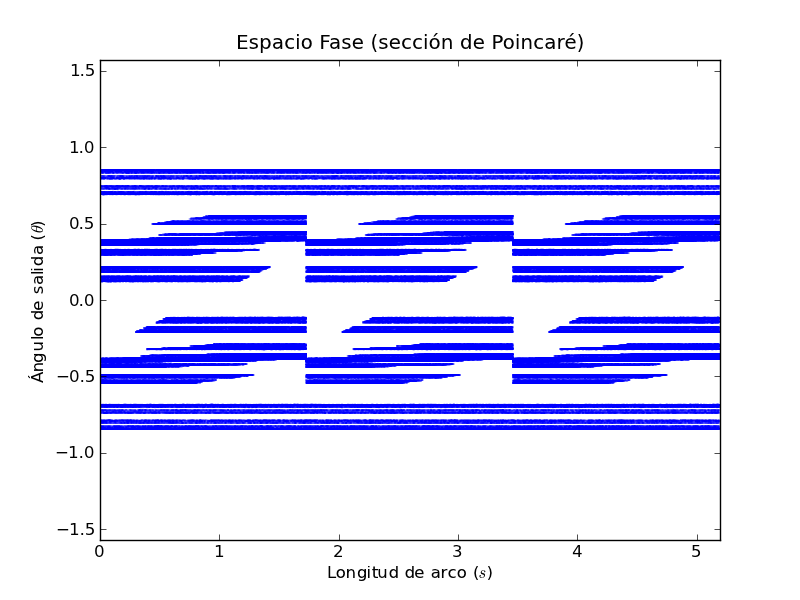 Espacio Fase (sección de Poincaré)
1.5
1.0
0.5
0.0
−0.5
−1.0
−1.5
Ángulo de salida (θ)
0 1 2 3 4 5
Longitud de arco (s)